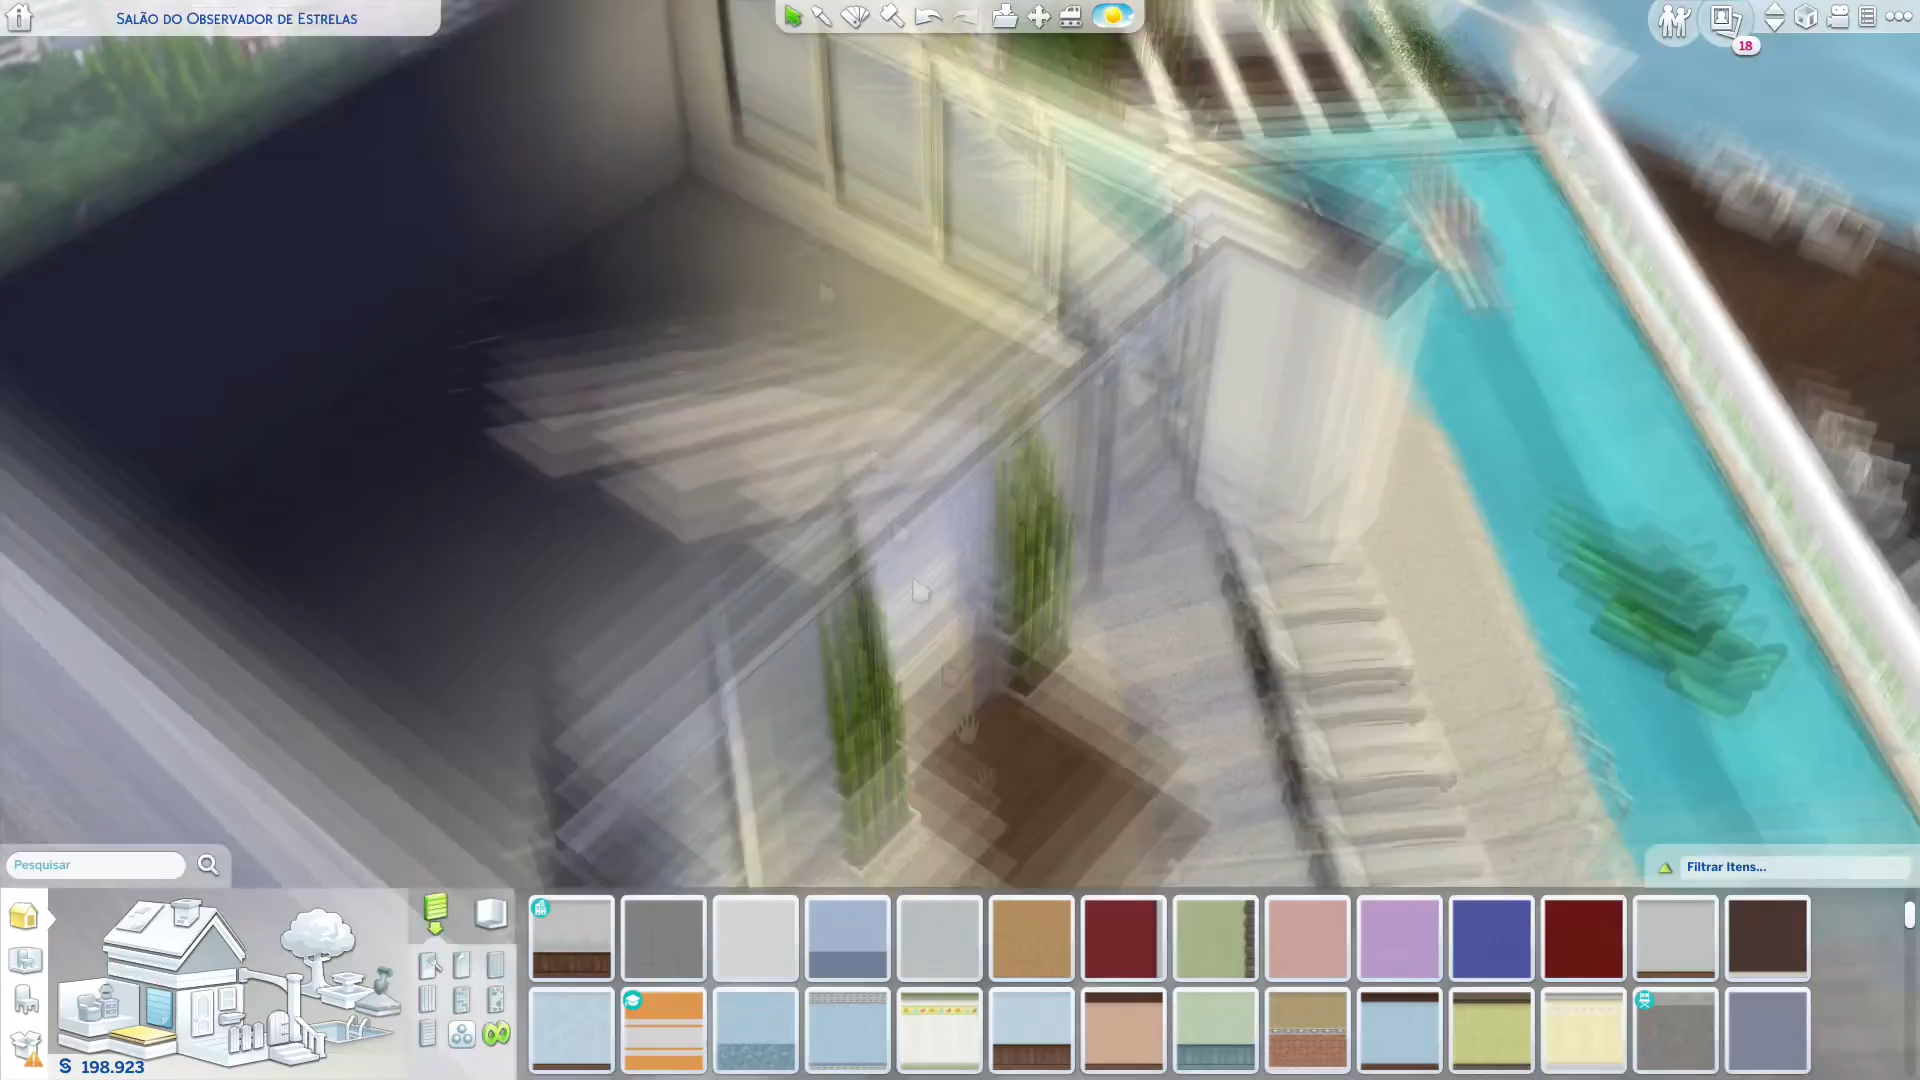 SALÃO DO OBSERVADOR DE ESTRELAS
18
Pesquisar
Filtrar Itens...
S 198.923